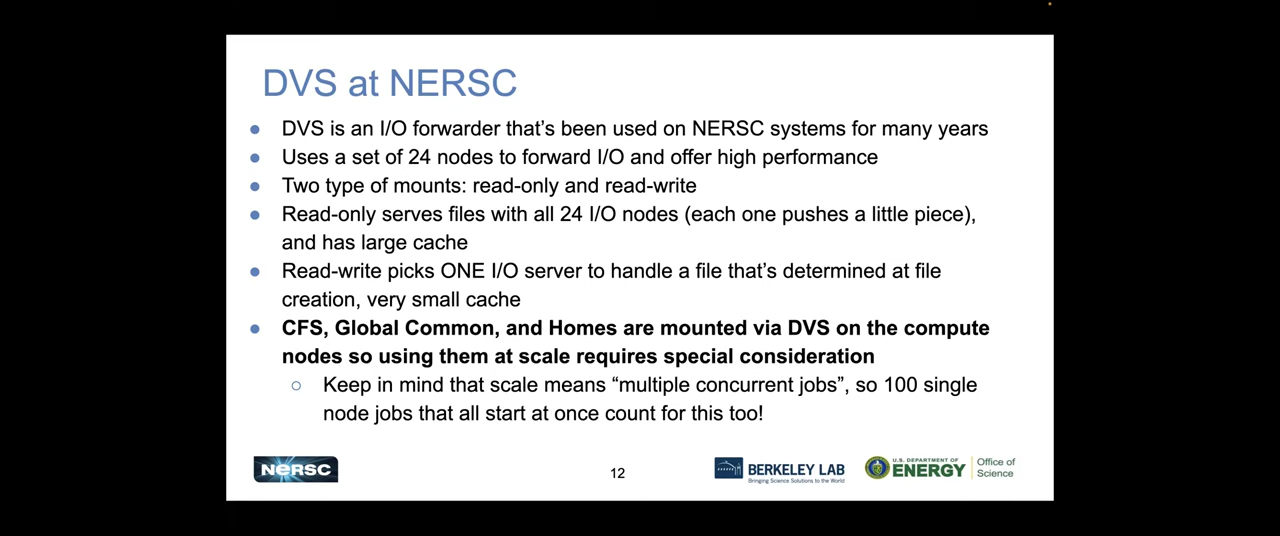 DVS at NERSC
● DVS is an I/O forwarder that's been used on NERSC systems for many years
● Uses a set of 24 nodes to forward I/O and offer high performance
● Two type of mounts: read-only and read-write
● Read-only serves files with all 24 I/O nodes (each one pushes a little piece),
and has large cache
● Read-write picks ONE I/O server to handle a file that's determined at file
creation, very small cache
● CFS, Global Common, and Homes are mounted via DVS on the compute
nodes so using them at scale requires special consideration
○ Keep in mind that scale means “multiple concurrent jobs”, so 100 single
node jobs that all start at once count for this too!
NERSC
12
BERKELEY LAB
Bringing Science Solutions to the World
U.S. DEPARTMENT OF
ENERGY
Office of
Science